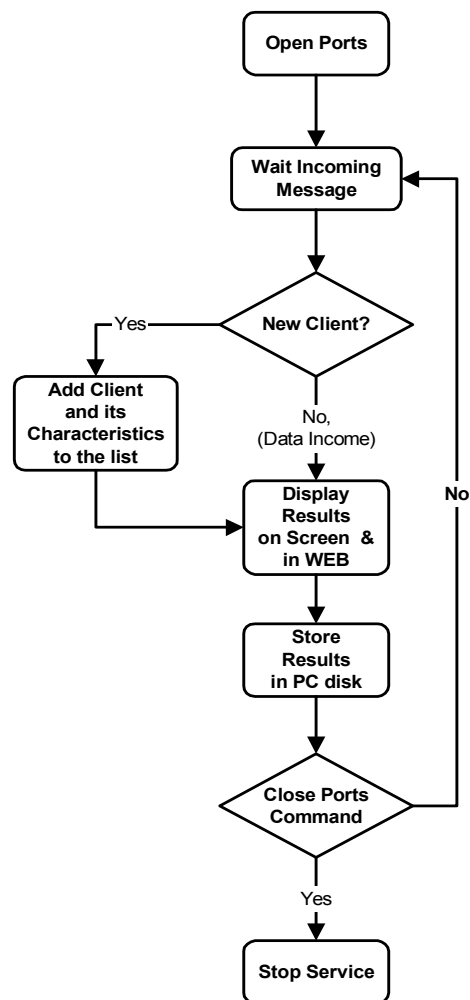 Open Ports
Wait Incoming
Message
New Client?
Yes
Add Client
and its
Characteristics
to the list
No,
(Data Income)
Display
Results
on Screen &
in WEB
No
Store
Results
in PC disk
Close Ports
Command
Yes
Stop Service